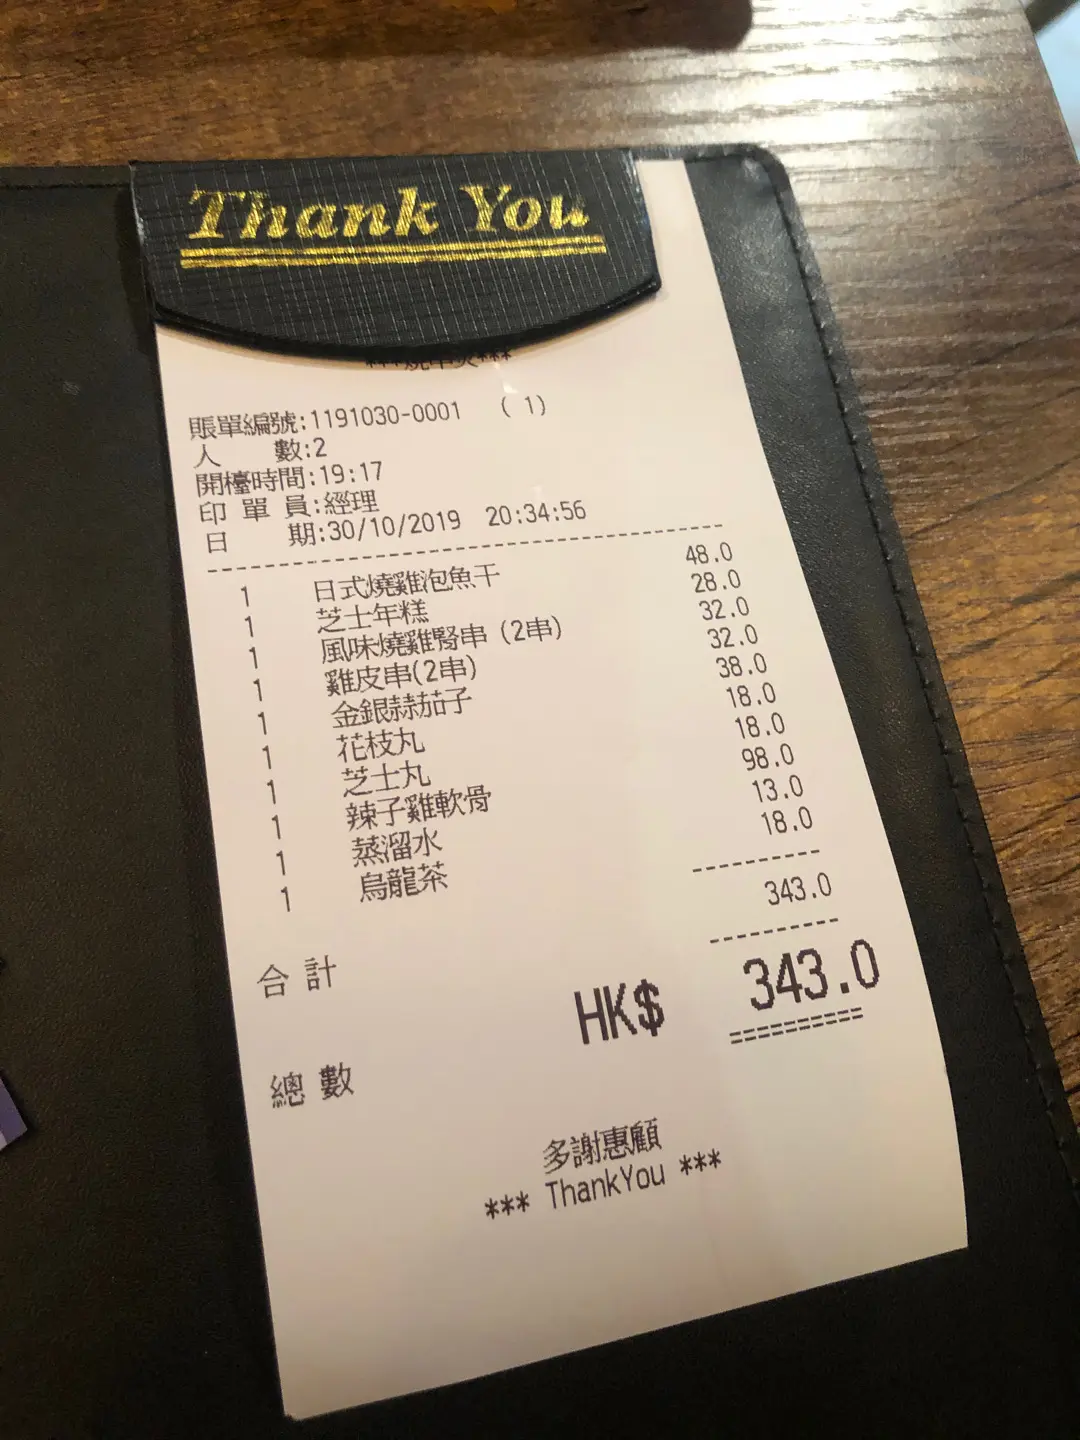 Thank You
賬單編號:1191030-0001 ( 1)
人 數:2
開檯時間:19:17
印單員:經理
日 期:30/10/2019 20:34:56
1 日式燒雞泡魚干 48.0
1 芝士年糕 28.0
1 風味燒雞腎串 (2串) 32.0
1 雞皮串(2串) 32.0
1 金銀蒜茄子 38.0
1 花枝丸 18.0
1 芝士丸 18.0
1 辣子雞軟骨 98.0
1 蒸溜水 13.0
1 烏龍茶 18.0
合計 343.0
總數 HK$ 343.0
多謝惠顧
*** ThankYou ***